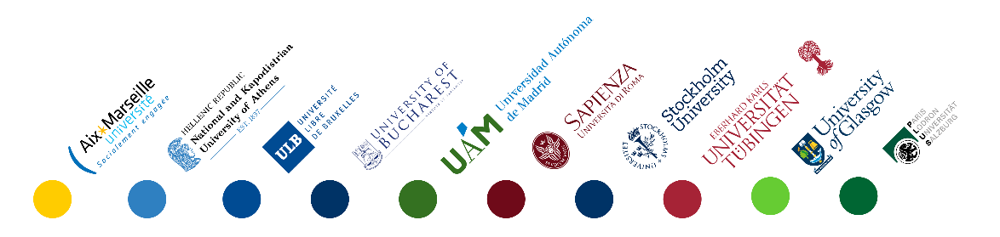 Aix*Marseille
université
Socialement engagée
HELLENIC REPUBLIC
National and Kapodistrian
University of Athens
EST. 1837
ULB
UNIVERSITÉ
LIBRE
DE BRUXELLES
UNIVERSITY OF
BUCHAREST
UAM
Universidad Autónoma
de Madrid
SAPIENZA
UNIVERSITÀ DI ROMA
STOCKHOLMS UNIVERSITET
Stockholm
University
EBERHARD KARLS
UNIVERSITÄT
TÜBINGEN
University
of Glasgow
PARIS
LODRON
UNIVERSITÄT
SALZBURG